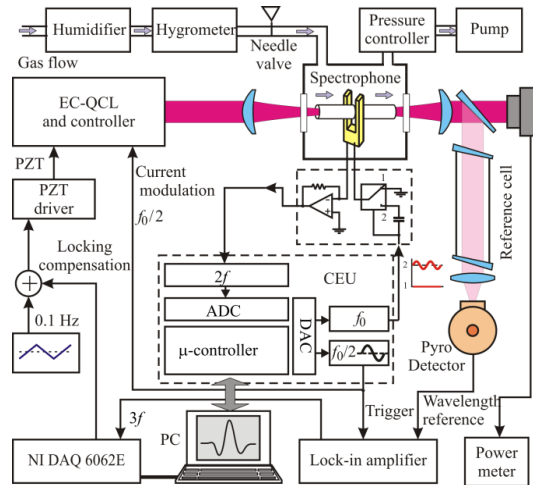 Humidifier
Hygrometer
Pressure
controller
Pump
Gas flow
Needle
valve
Spectrophone
EC-QCL
and controller
PZT
Current
modulation
f₀/2
PZT
driver
Locking
compensation
0.1 Hz
1
2
+
-
+
2
1
Reference cell
CEU
2f
ADC
μ-controller
DAC
f₀
f₀/2
Pyro
Detector
Trigger
Wavelength
reference
3f
PC
NI DAQ 6062E
Lock-in amplifier
Power
meter